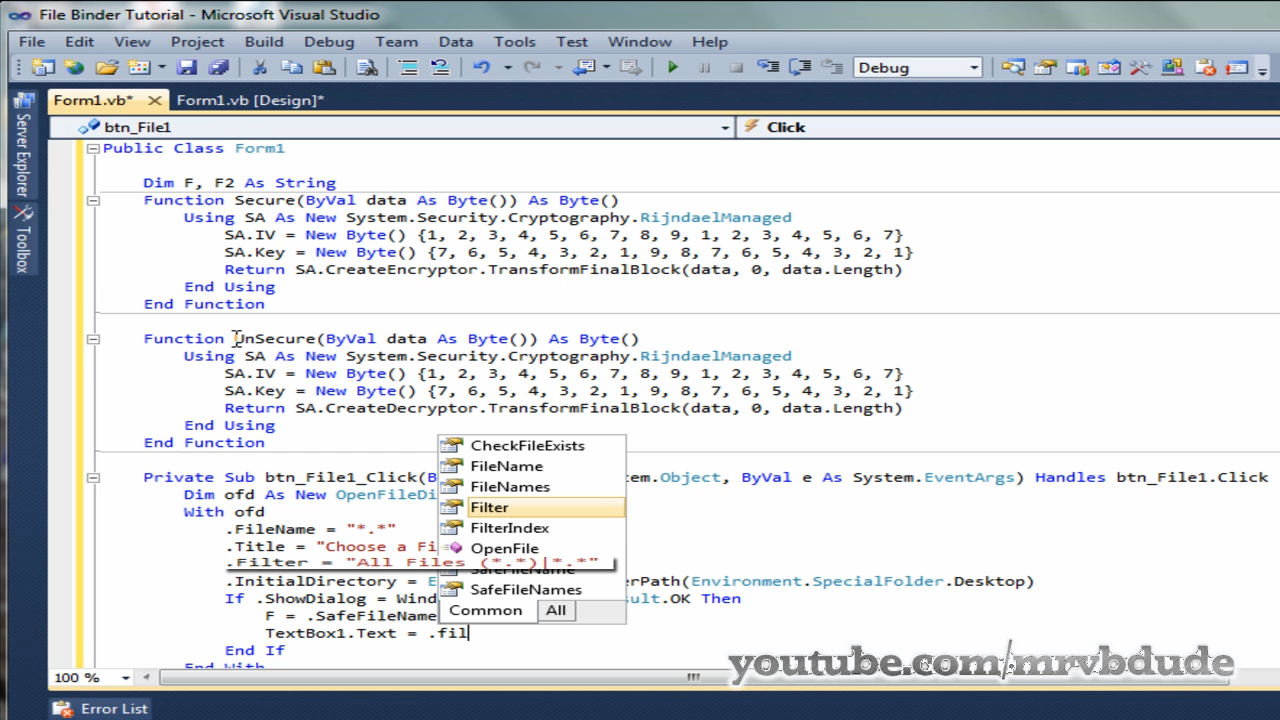 File Binder Tutorial - Microsoft Visual Studio
File Edit View Project Build Debug Team Data Tools Test Window Help
Debug
Form1.vb* Form1.vb [Design]*
btn_File1 Click
Server Explorer
Toolbox
Public Class Form1
Dim F, F2 As String
Function Secure(ByVal data As Byte()) As Byte()
Using SA As New System.Security.Cryptography.RijndaelManaged
SA.IV = New Byte() {1, 2, 3, 4, 5, 6, 7, 8, 9, 1, 2, 3, 4, 5, 6, 7}
SA.Key = New Byte() {7, 6, 5, 4, 3, 2, 1, 9, 8, 7, 6, 5, 4, 3, 2, 1}
Return SA.CreateEncryptor.TransformFinalBlock(data, 0, data.Length)
End Using
End Function
Function UnSecure(ByVal data As Byte()) As Byte()
Using SA As New System.Security.Cryptography.RijndaelManaged
SA.IV = New Byte() {1, 2, 3, 4, 5, 6, 7, 8, 9, 1, 2, 3, 4, 5, 6, 7}
SA.Key = New Byte() {7, 6, 5, 4, 3, 2, 1, 9, 8, 7, 6, 5, 4, 3, 2, 1}
Return SA.CreateDecryptor.TransformFinalBlock(data, 0, data.Length)
End Using
End Function
Private Sub btn_File1_Click(B em.Object, ByVal e As System.EventArgs) Handles btn_File1.Click
Dim ofd As New OpenFileDi
With ofd
.FileName = "*.*"
.Title = "Choose a Fi
.Filter = "All Files (*.*)|*.*"
.InitialDirectory = E erPath(Environment.SpecialFolder.Desktop)
If .ShowDialog = Wind sult.OK Then
F = .SafeFileName
TextBox1.Text = .fil
End If
End With
CheckFileExists
FileName
FileNames
Filter
FilterIndex
OpenFile
SafeFileName
SafeFileNames
Common All
youtube.com/mrvbdude
100 %
Error List